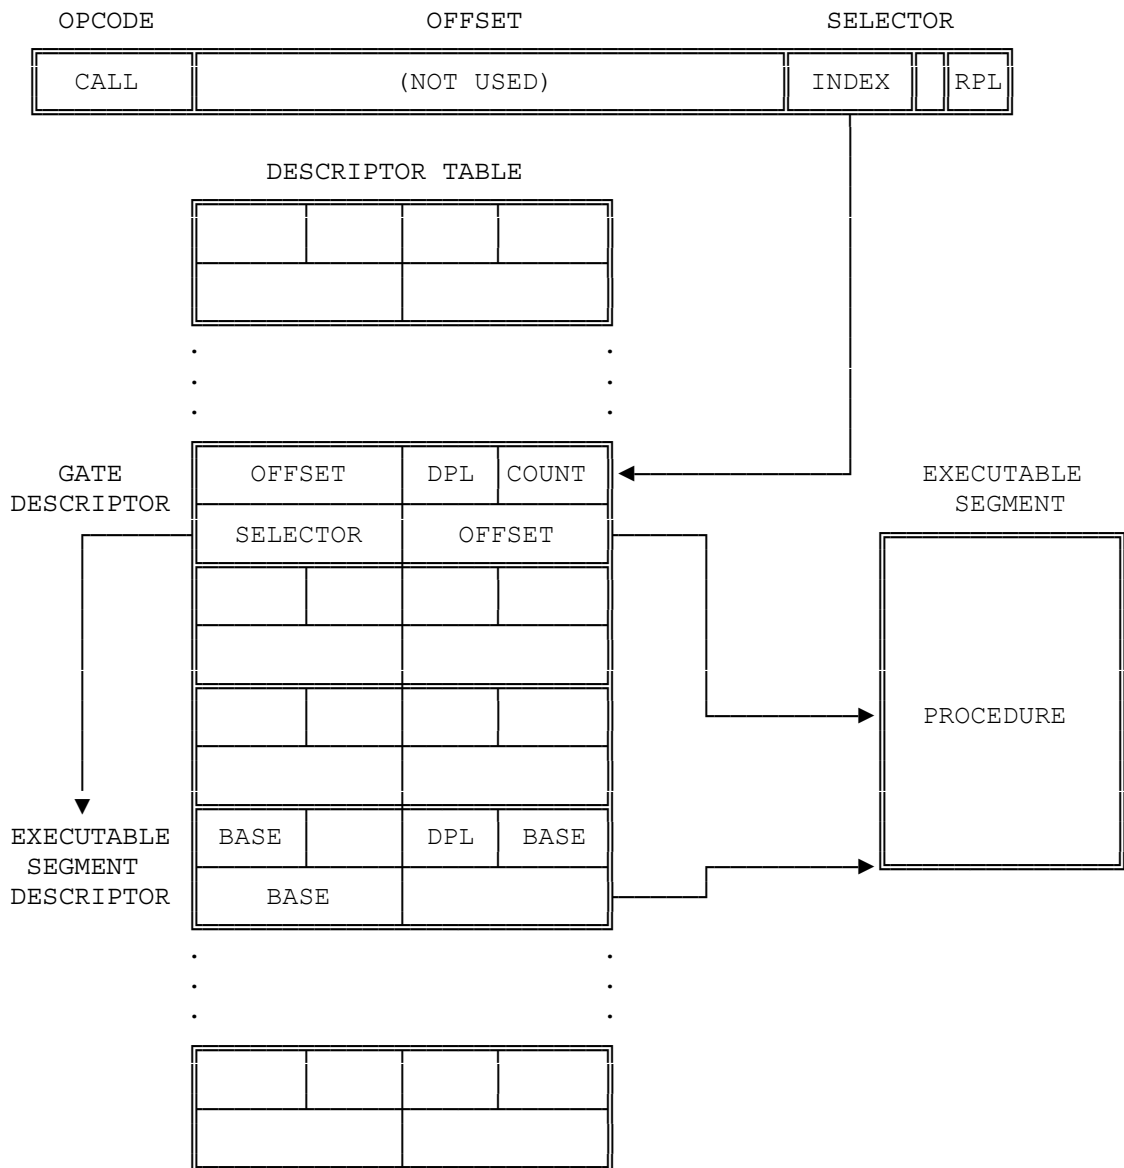 OPCODE OFFSET SELECTOR
CALL (NOT USED) INDEX RPL
DESCRIPTOR TABLE
GATE OFFSET DPL COUNT EXECUTABLE
DESCRIPTOR SEGMENT
SELECTOR OFFSET
PROCEDURE
EXECUTABLE BASE DPL BASE
SEGMENT
DESCRIPTOR BASE